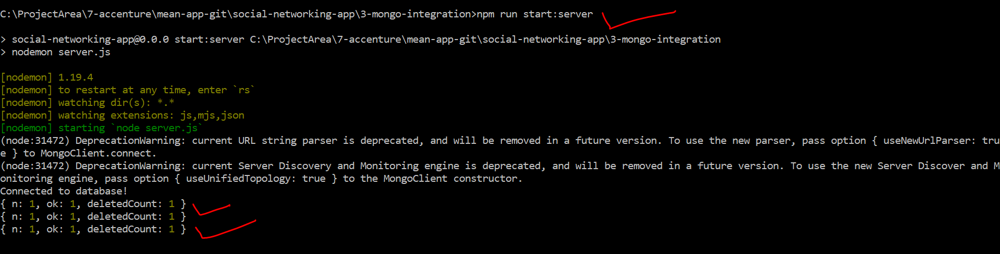 C:\ProjectArea\7-accenture\mean-app-git\social-networking-app\3-mongo-integration>npm run start:server
> social-networking-app@0.0.0 start:server C:\ProjectArea\7-accenture\mean-app-git\social-networking-app\3-mongo-integration
> nodemon server.js
[nodemon] 1.19.4
[nodemon] to restart at any time, enter `rs`
[nodemon] watching dir(s): *.*
[nodemon] watching extensions: js,mjs,json
[nodemon] starting `node server.js`
(node:31472) DeprecationWarning: current URL string parser is deprecated, and will be removed in a future version. To use the new parser, pass option { useNewUrlParser: tru
e } to MongoClient.connect.
(node:31472) DeprecationWarning: current Server Discovery and Monitoring engine is deprecated, and will be removed in a future version. To use the new Server Discover and M
onitoring engine, pass option { useUnifiedTopology: true } to the MongoClient constructor.
Connected to database!
{ n: 1, ok: 1, deletedCount: 1 }
{ n: 1, ok: 1, deletedCount: 1 }
{ n: 1, ok: 1, deletedCount: 1 }